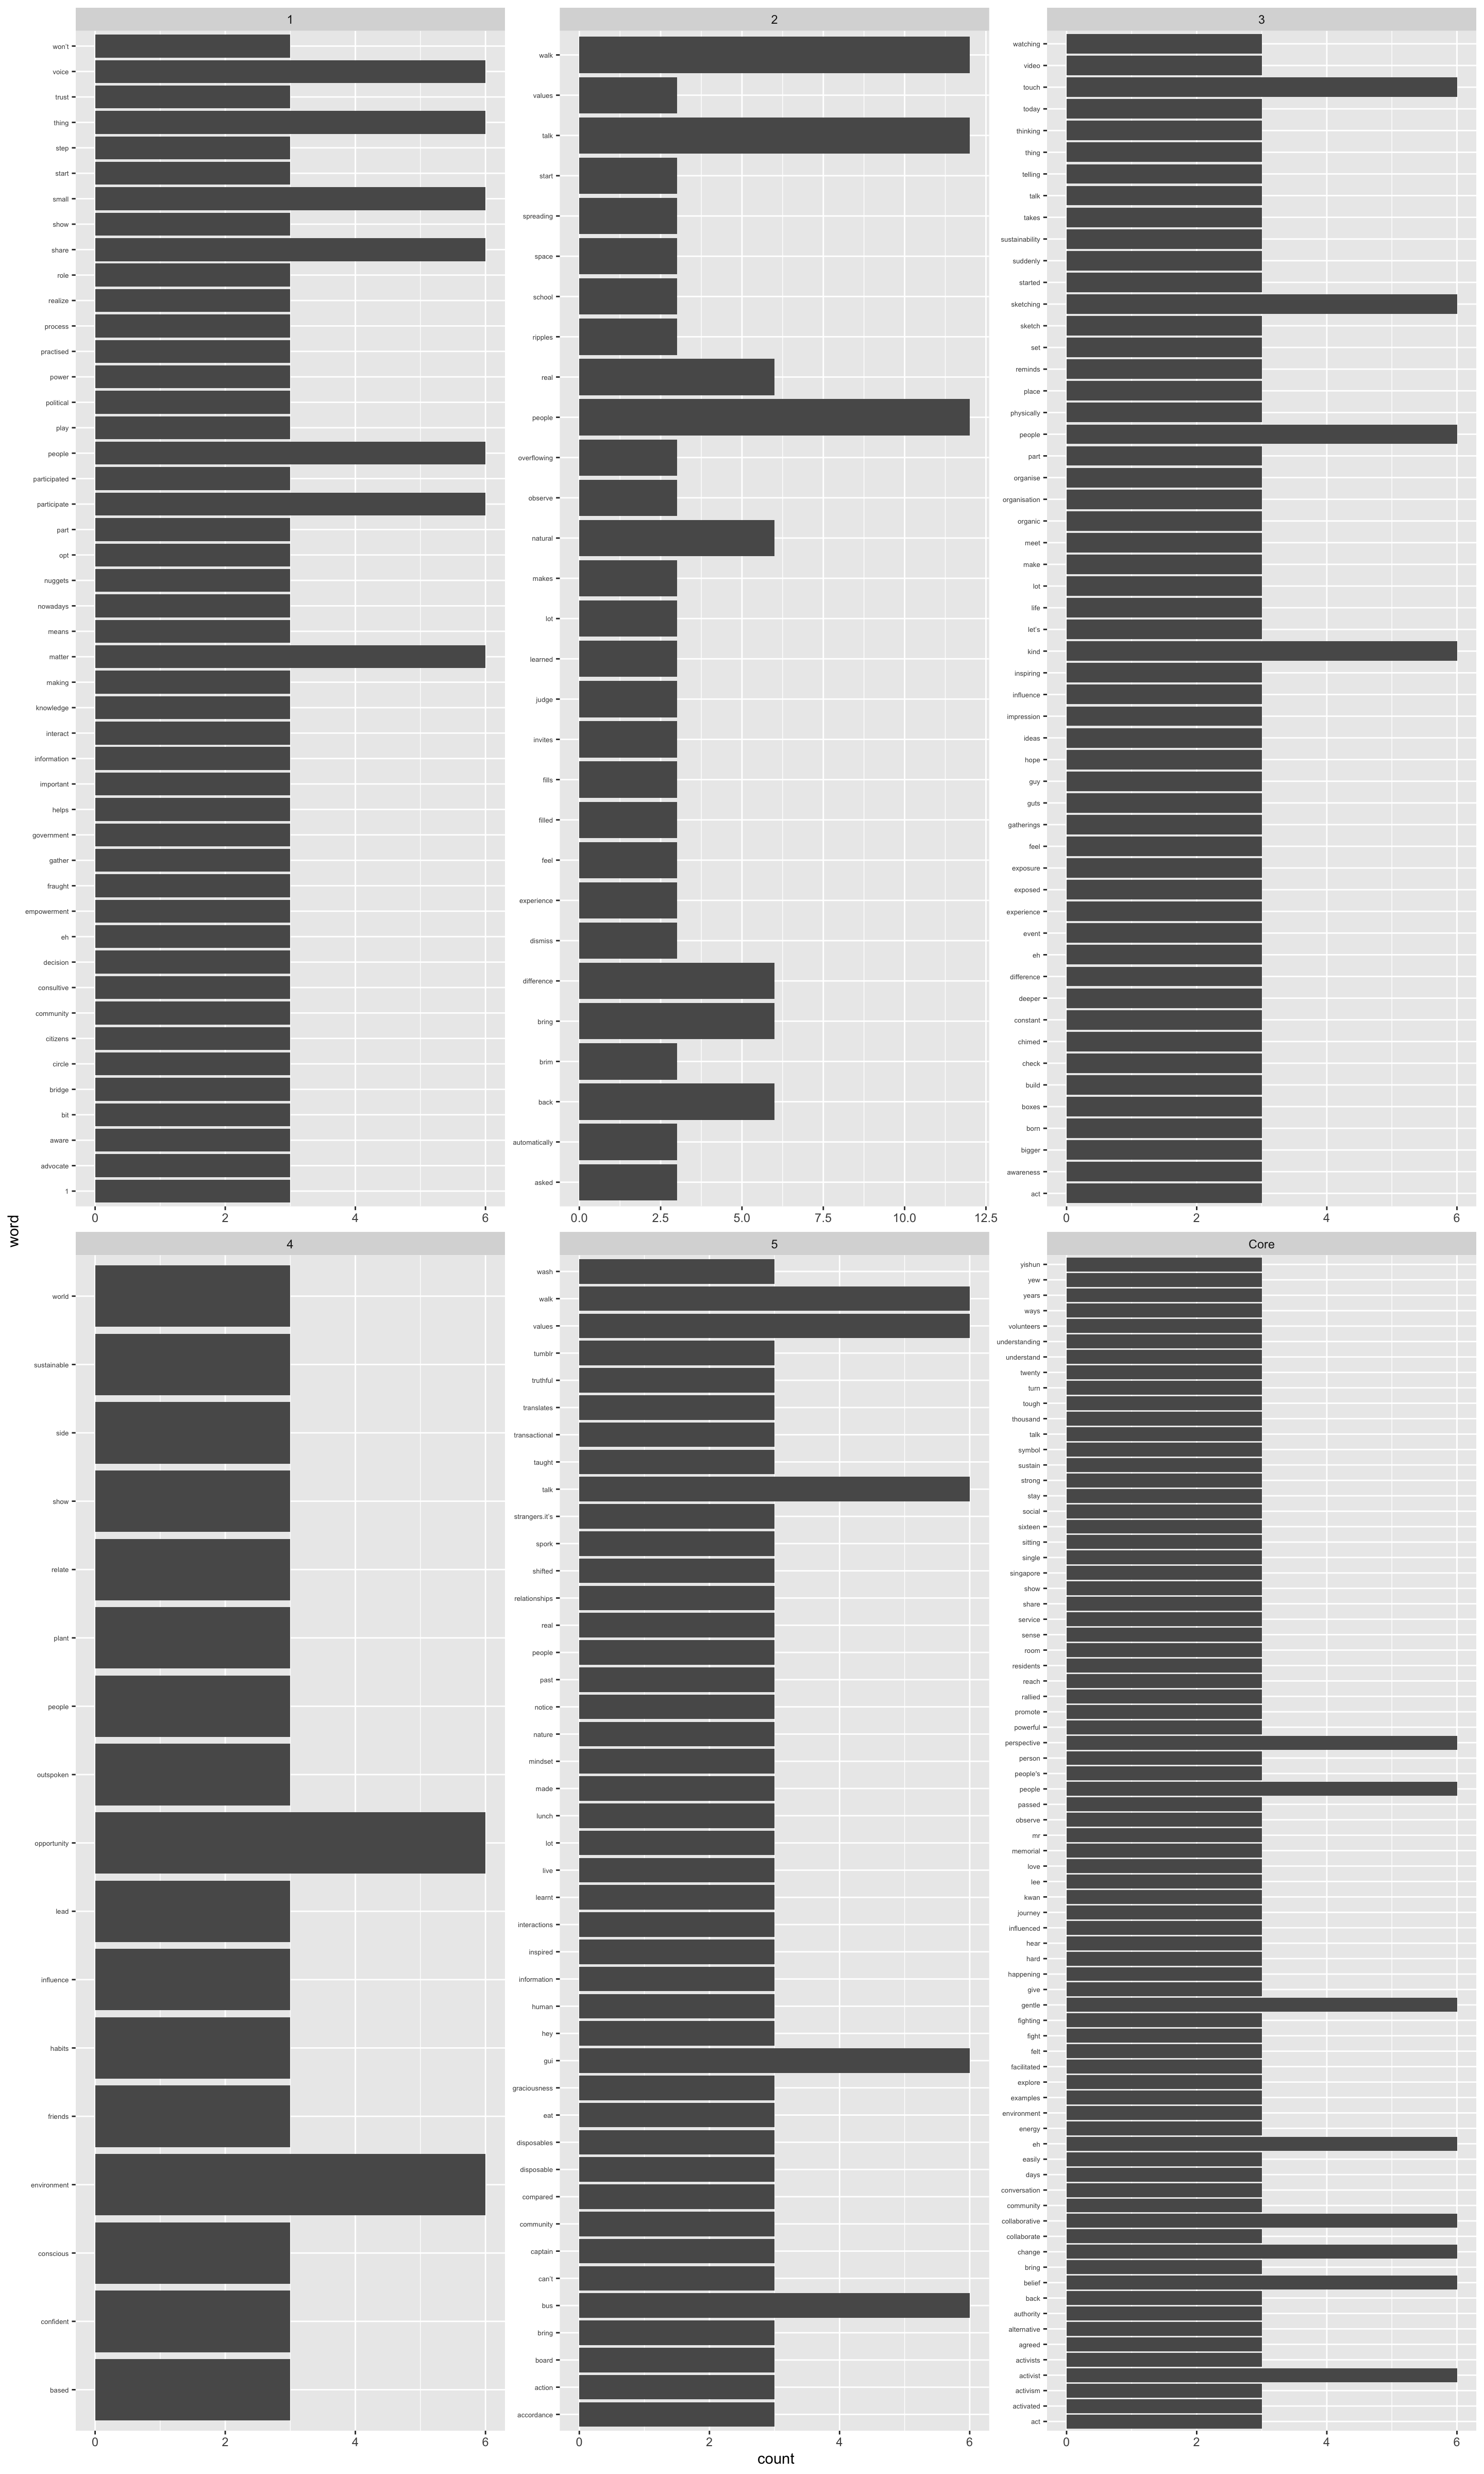 1
won't
voice
trust
thing
step
start
small
show
share
role
realize
process
practised
power
political
play
people
participated
participate
part
opt
nuggets
nowadays
means
matter
making
knowledge
interact
information
important
helps
government
gather
fraught
empowerment
eh
decision
consultive
community
citizens
circle
bridge
bit
aware
advocate
1
0 2 4 6
2
walk
values
talk
start
spreading
space
school
ripples
real
people
overflowing
observe
natural
makes
lot
learned
judge
invites
fills
filled
feel
experience
dismiss
difference
bring
brim
back
automatically
asked
0.0 2.5 5.0 7.5 10.0 12.5
3
watching
video
touch
today
thinking
thing
telling
talk
takes
sustainability
suddenly
started
sketching
sketch
set
reminds
place
physically
people
part
organise
organisation
organic
meet
make
lot
life
let's
kind
inspiring
influence
impression
ideas
hope
guy
guts
gatherings
feel
exposure
exposed
experience
event
eh
difference
deeper
constant
chimed
check
build
boxes
born
bigger
awareness
act
0 2 4 6
word
4
world
sustainable
side
show
relate
plant
people
outspoken
opportunity
lead
influence
habits
friends
environment
conscious
confident
based
0 2 4 6
5
wash
walk
values
tumblr
truthful
translates
transactional
taught
talk
strangers.it's
spork
shifted
relationships
real
people
past
notice
nature
mindset
made
lunch
lot
live
learnt
interactions
inspired
information
human
hey
gui
graciousness
eat
disposables
disposable
compared
community
captain
can't
bus
bring
board
action
accordance
0 2 4 6
Core
yishun
yew
years
ways
volunteers
understanding
understand
twenty
turn
tough
thousand
talk
symbol
sustain
strong
stay
social
sixteen
sitting
single
singapore
show
share
service
sense
room
residents
reach
rallied
promote
powerful
perspective
person
people's
people
passed
observe
mr
memorial
love
lee
kwan
journey
influenced
hear
hard
happening
give
gentle
fighting
fight
felt
facilitated
explore
examples
environment
energy
eh
easily
days
conversation
community
collaborative
collaborate
change
bring
belief
back
authority
alternative
agreed
activists
activist
activism
activated
act
0 2 4 6
count